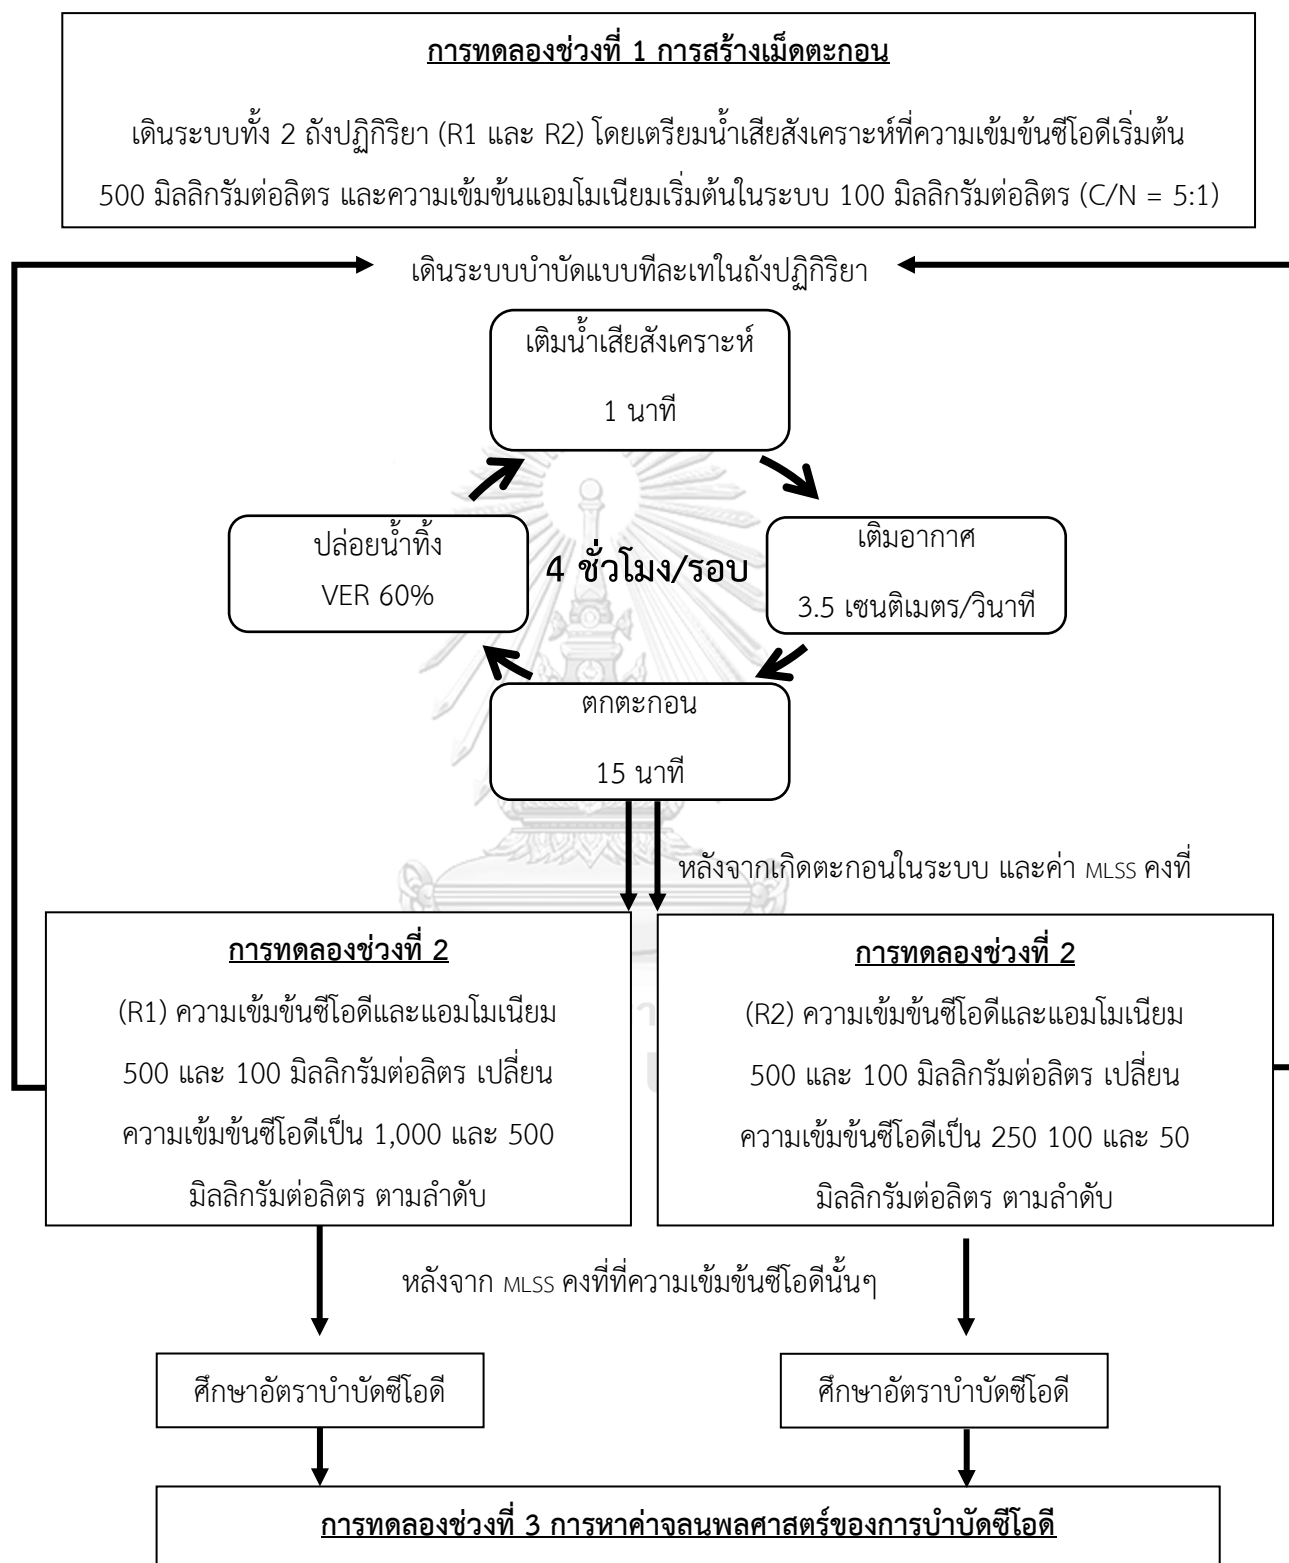 การทดลองช่วงที่ 1 การสร้างเม็ดตะกอน
เดินระบบทั้ง 2 ถังปฏิกิริยา (R1 และ R2) โดยเตรียมน้ำเสียสังเคราะห์ที่ความเข้มข้นซีโอดีเริ่มต้น
500 มิลลิกรัมต่อลิตร และความเข้มข้นแอมโมเนียมเริ่มต้นในระบบ 100 มิลลิกรัมต่อลิตร (C/N = 5:1)
เดินระบบบำบัดแบบทีละเทในถังปฏิกิริยา
เติมน้ำเสียสังเคราะห์
1 นาที
เติมอากาศ
3.5 เซนติเมตร/วินาที
ปล่อยน้ำทิ้ง
VER 60%
4 ชั่วโมง/รอบ
ตกตะกอน
15 นาที
หลังจากเกิดตะกอนในระบบ และค่า MLSS คงที่
การทดลองช่วงที่ 2
(R1) ความเข้มข้นซีโอดีและแอมโมเนียม
500 และ 100 มิลลิกรัมต่อลิตร เปลี่ยน
ความเข้มข้นซีโอดีเป็น 1,000 และ 500
มิลลิกรัมต่อลิตร ตามลำดับ
การทดลองช่วงที่ 2
(R2) ความเข้มข้นซีโอดีและแอมโมเนียม
500 และ 100 มิลลิกรัมต่อลิตร เปลี่ยน
ความเข้มข้นซีโอดีเป็น 250 100 และ 50
มิลลิกรัมต่อลิตร ตามลำดับ
หลังจาก MLSS คงที่ที่ความเข้มข้นซีโอดีนั้นๆ
ศึกษาอัตราบำบัดซีโอดี
ศึกษาอัตราบำบัดซีโอดี
การทดลองช่วงที่ 3 การหาค่าจลนพลศาสตร์ของการบำบัดซีโอดี